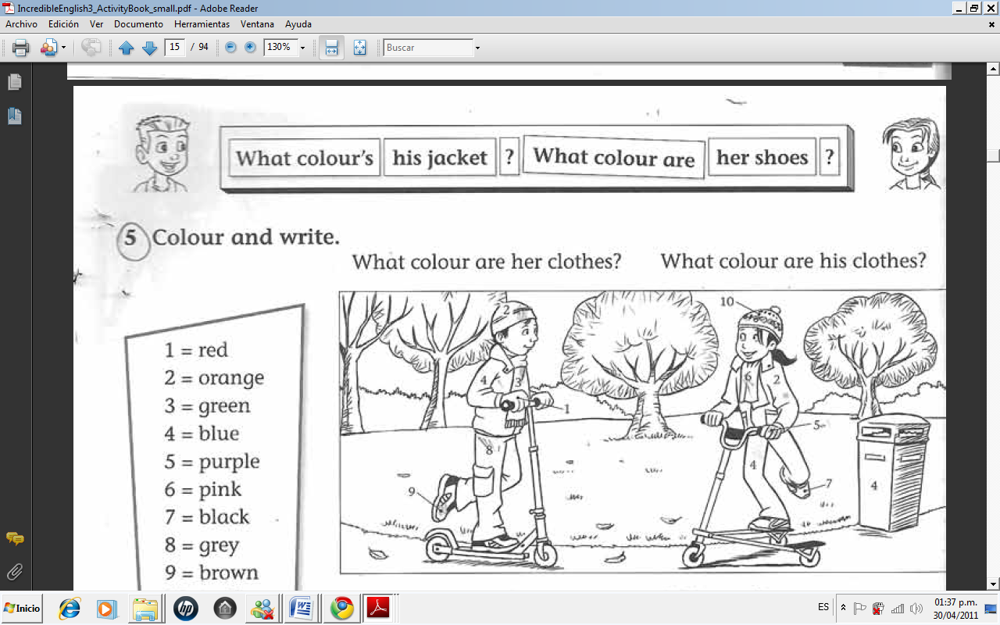 IncredibleEnglish3_ActivityBook_small.pdf - Adobe Reader
Archivo Edición Ver Documento Herramientas Ventana Ayuda
15 / 94 130% Buscar
What colour's his jacket ? What colour are her shoes ?
5 Colour and write.
What colour are her clothes? What colour are his clothes?
1 = red
2 = orange
3 = green
4 = blue
5 = purple
6 = pink
7 = black
8 = grey
9 = brown
2
10
4
3
6
2
1
5
8
4
9
7
4
Inicio
hp
W
ES
01:37 p.m.
30/04/2011